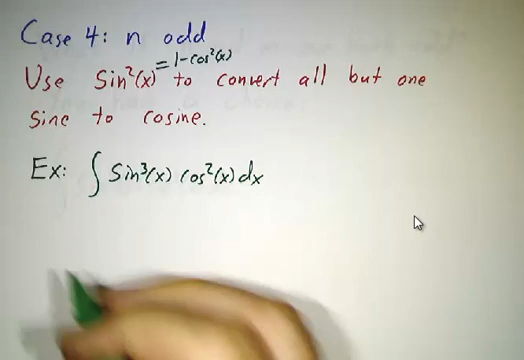 Case 4: n odd
Use Sin²(x) = 1-cos²(x) to convert all but one
Sine to cosine.
Ex: ∫ Sin³(x) cos²(x) dx